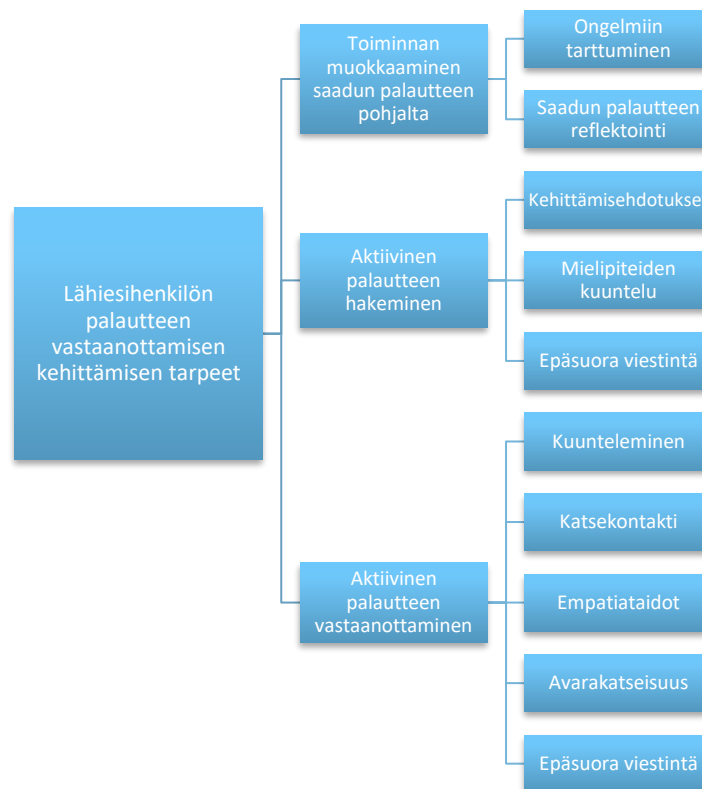 Lähiesihenkilön
palautteen
vastaanottamisen
kehittämisen tarpeet
Toiminnan
muokkaaminen
saadun palautteen
pohjalta
Ongelmiin
tarttuminen
Saadun palautteen
reflektointi
Aktiivinen
palautteen
hakeminen
Kehittämisehdotukse
Mielipiteiden
kuuntelu
Epäsuora viestintä
Aktiivinen
palautteen
vastaanottaminen
Kuunteleminen
Katsekontakti
Empatiataidot
Avarakatseisuus
Epäsuora viestintä